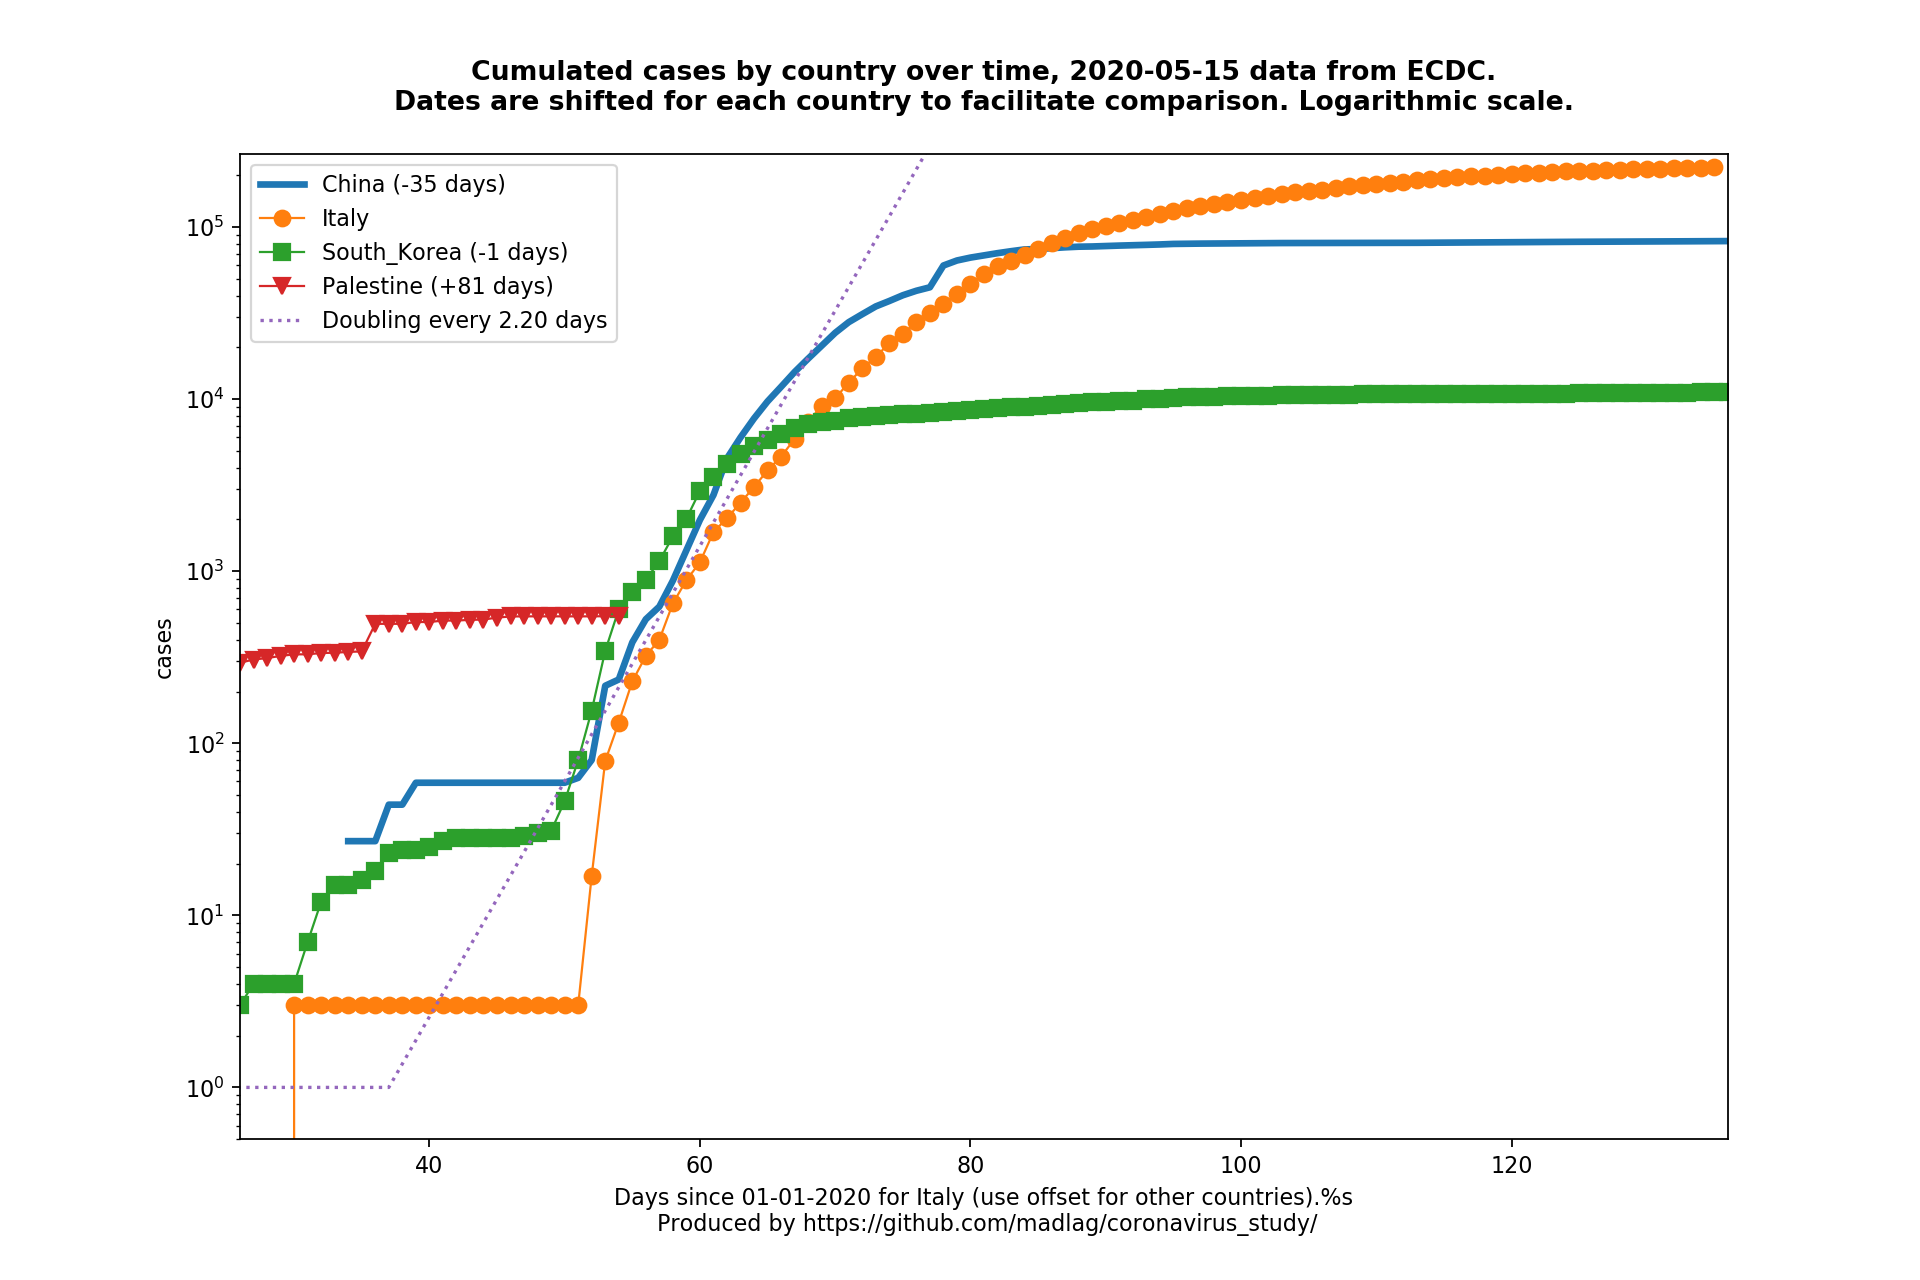 Cumulated cases by country over time, 2020-05-15 data from ECDC.
Dates are shifted for each country to facilitate comparison. Logarithmic scale.
China (-35 days)
Italy
South_Korea (-1 days)
Palestine (+81 days)
Doubling every 2.20 days
10^5
10^4
10^3
10^2
10^1
10^0
cases
40 60 80 100 120
Days since 01-01-2020 for Italy (use offset for other countries).%s
Produced by https://github.com/madlag/coronavirus_study/